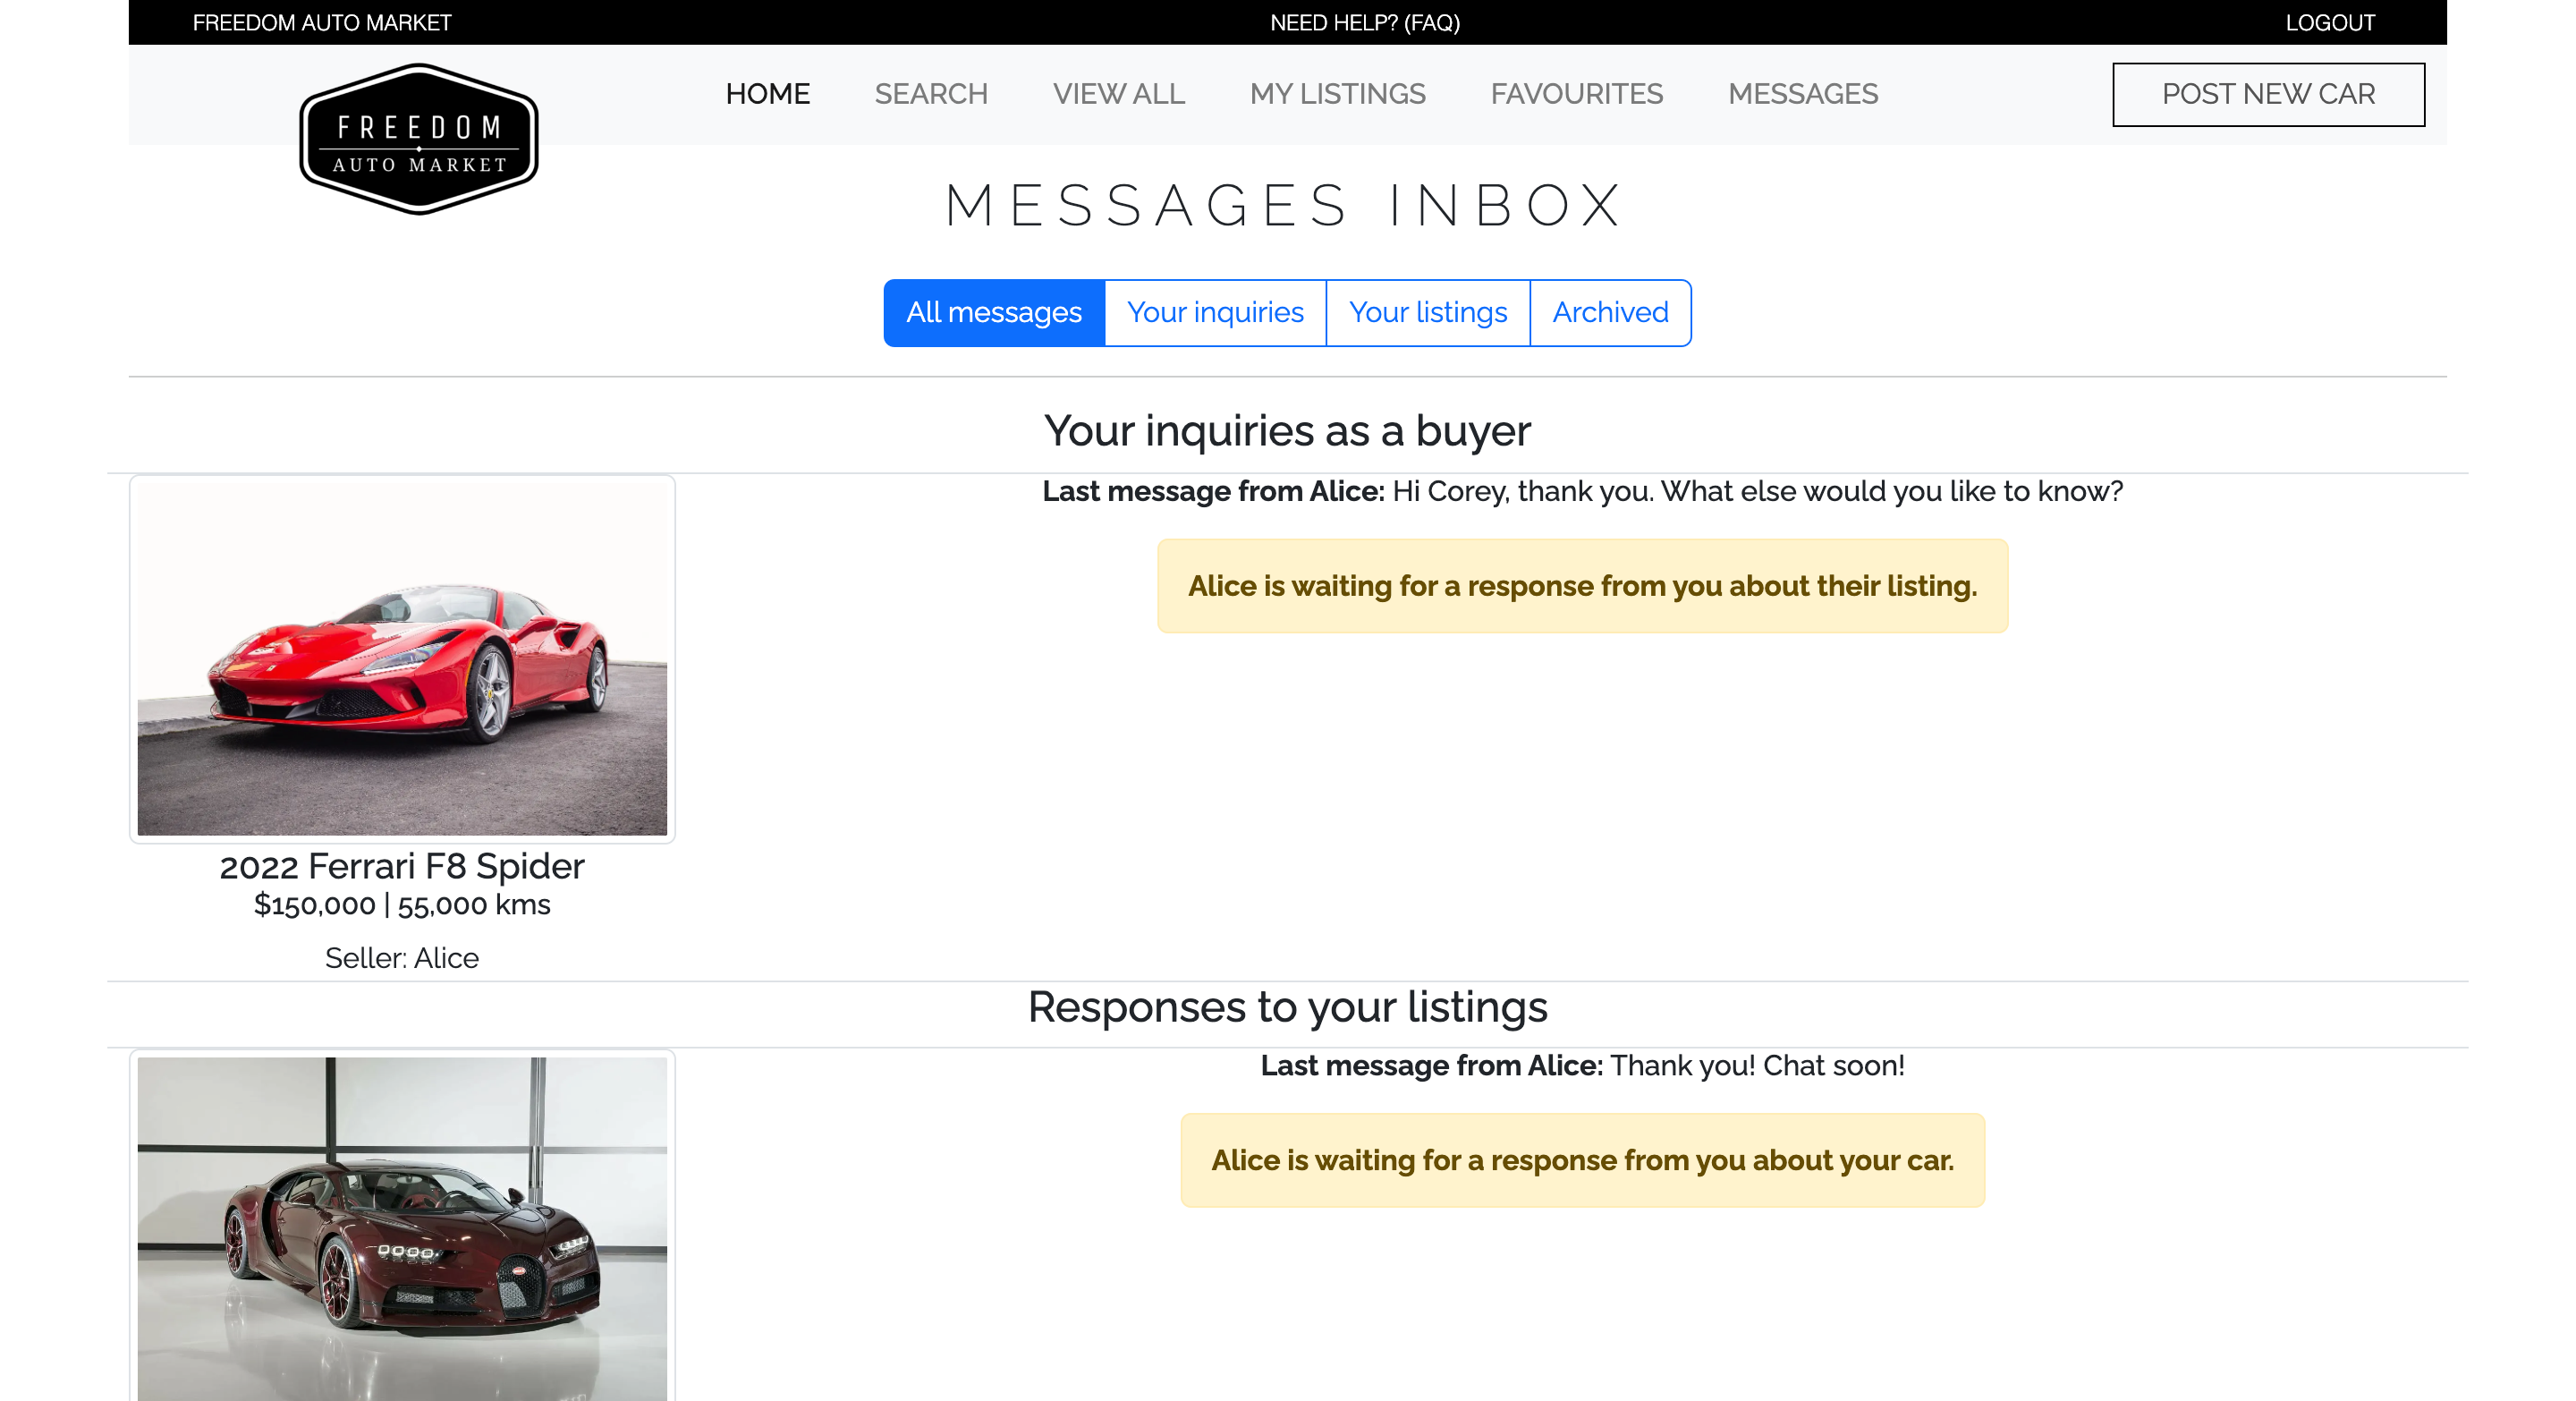 FREEDOM AUTO MARKET
NEED HELP? (FAQ)
LOGOUT
FREEDOM
AUTO MARKET
HOME
SEARCH
VIEW ALL
MY LISTINGS
FAVOURITES
MESSAGES
POST NEW CAR
MESSAGES INBOX
All messages
Your inquiries
Your listings
Archived
Your inquiries as a buyer
Last message from Alice: Hi Corey, thank you. What else would you like to know?
Alice is waiting for a response from you about their listing.
2022 Ferrari F8 Spider
$150,000 | 55,000 kms
Seller: Alice
Responses to your listings
Last message from Alice: Thank you! Chat soon!
Alice is waiting for a response from you about your car.